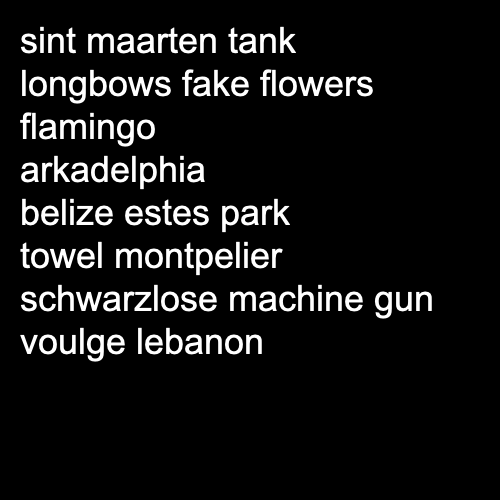 sint maarten tank
longbows fake flowers
flamingo
arkadelphia
belize estes park
towel montpelier
schwarzlose machine gun
voulge lebanon